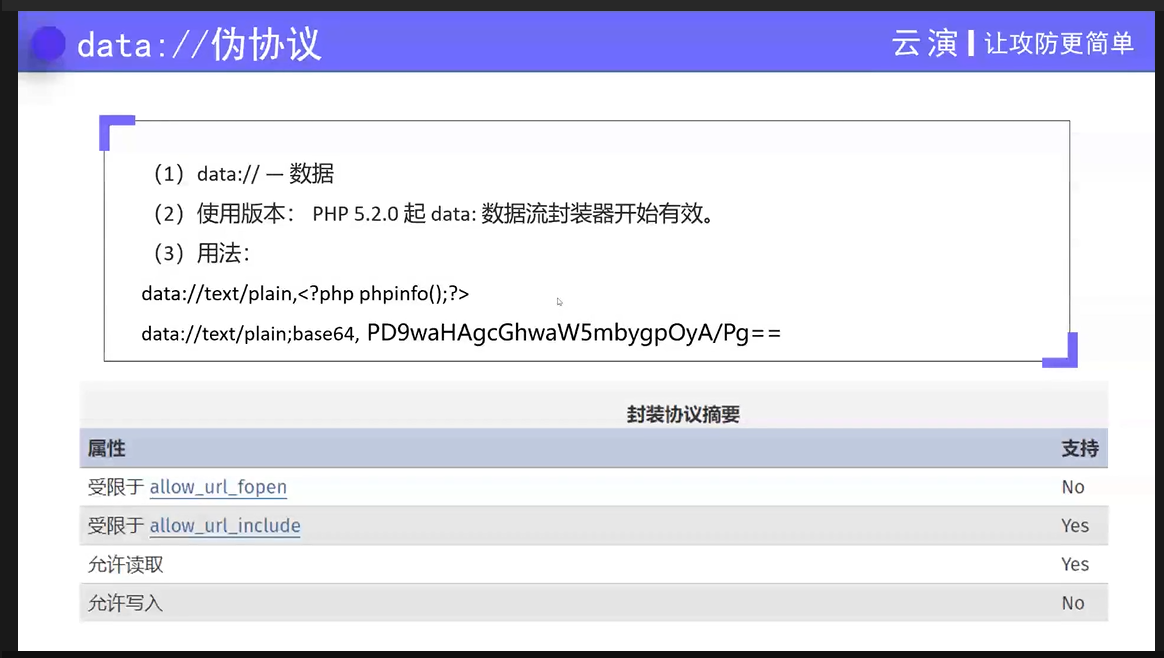 data://伪协议
云演 让攻防更简单
(1) data:// — 数据
(2) 使用版本： PHP 5.2.0 起 data: 数据流封装器开始有效。
(3) 用法：
data://text/plain,<?php phpinfo();?>
data://text/plain;base64, PD9waHAgcGhwaW5mbygpOyA/Pg==
封装协议摘要
属性 支持
受限于 allow_url_fopen No
受限于 allow_url_include Yes
允许读取 Yes
允许写入 No